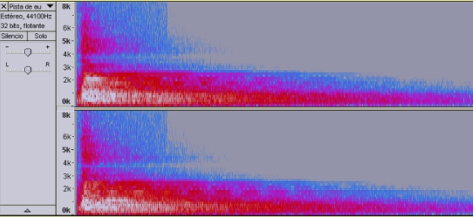 × Pista de au ▼
Estéreo, 44100Hz
32 bits, flotante
Silencio Solo
- +
L R
8k
6k
5k
4k
3k
2k
0k
8k
6k
5k
4k
3k
2k
0k